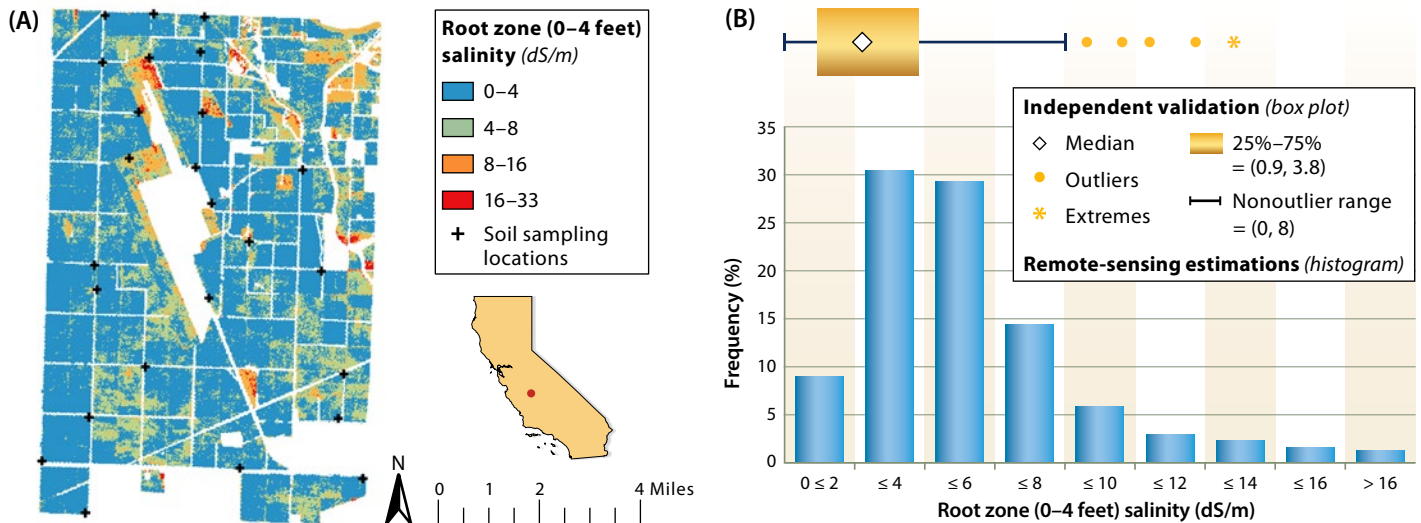 (A)
Root zone (0–4 feet)
salinity (dS/m)
0–4
4–8
8–16
16–33
Soil sampling
locations
N
0 1 2 4 Miles
(B)
Independent validation (box plot)
Median
25%–75%
= (0.9, 3.8)
Outliers
Extremes
Nonoutlier range
= (0, 8)
Remote-sensing estimations (histogram)
Frequency (%)
35
30
25
20
15
10
5
0
0 ≤ 2 ≤ 4 ≤ 6 ≤ 8 ≤ 10 ≤ 12 ≤ 14 ≤ 16 > 16
Root zone (0–4 feet) salinity (dS/m)